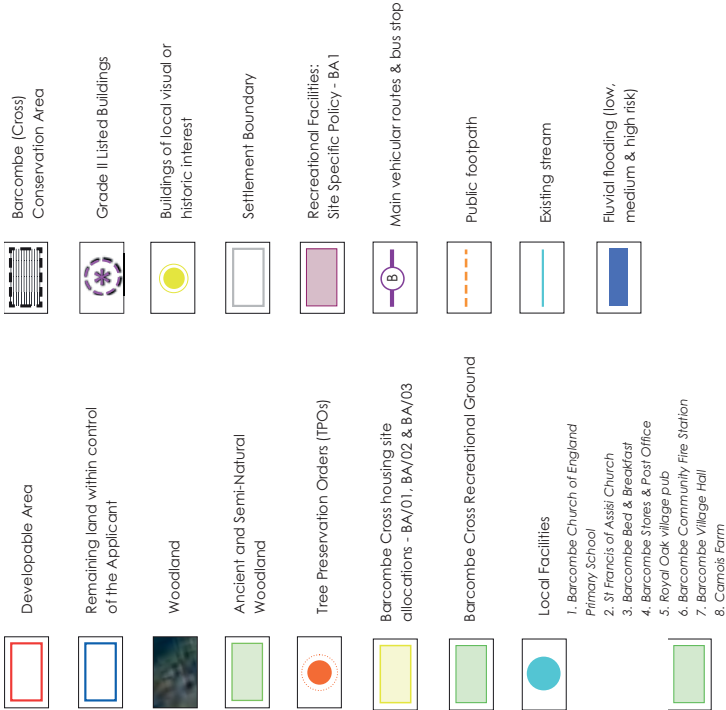 Developable Area
Remaining land within control
of the Applicant
Woodland
Ancient and Semi-Natural
Woodland
Tree Preservation Orders (TPOs)
Barcombe Cross housing site
allocations - BA/01, BA/02 & BA/03
Barcombe Cross Recreational Ground
Local Facilities
1. Barcombe Church of England
Primary School
2. St Francis of Assisi Church
3. Barcombe Bed & Breakfast
4. Barcombe Stores & Post Office
5. Royal Oak village pub
6. Barcombe Community Fire Station
7. Barcombe Village Hall
8. Camois Farm
Barcombe (Cross)
Conservation Area
Grade II Listed Buildings
Buildings of local visual or
historic interest
Settlement Boundary
Recreational Facilities:
Site Specific Policy - BA1
B
Main vehicular routes & bus stop
Public footpath
Existing stream
Fluvial flooding (low,
medium & high risk)